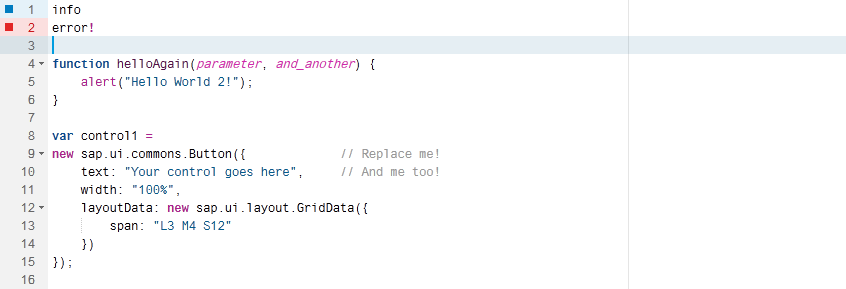 1 info
2 error!
3
4 function helloAgain(parameter, and_another) {
5     alert("Hello World 2!");
6 }
7
8 var control1 =
9 new sap.ui.commons.Button({             // Replace me!
10     text: "Your control goes here",     // And me too!
11     width: "100%",
12     layoutData: new sap.ui.layout.GridData({
13         span: "L3 M4 S12"
14     })
15 });
16